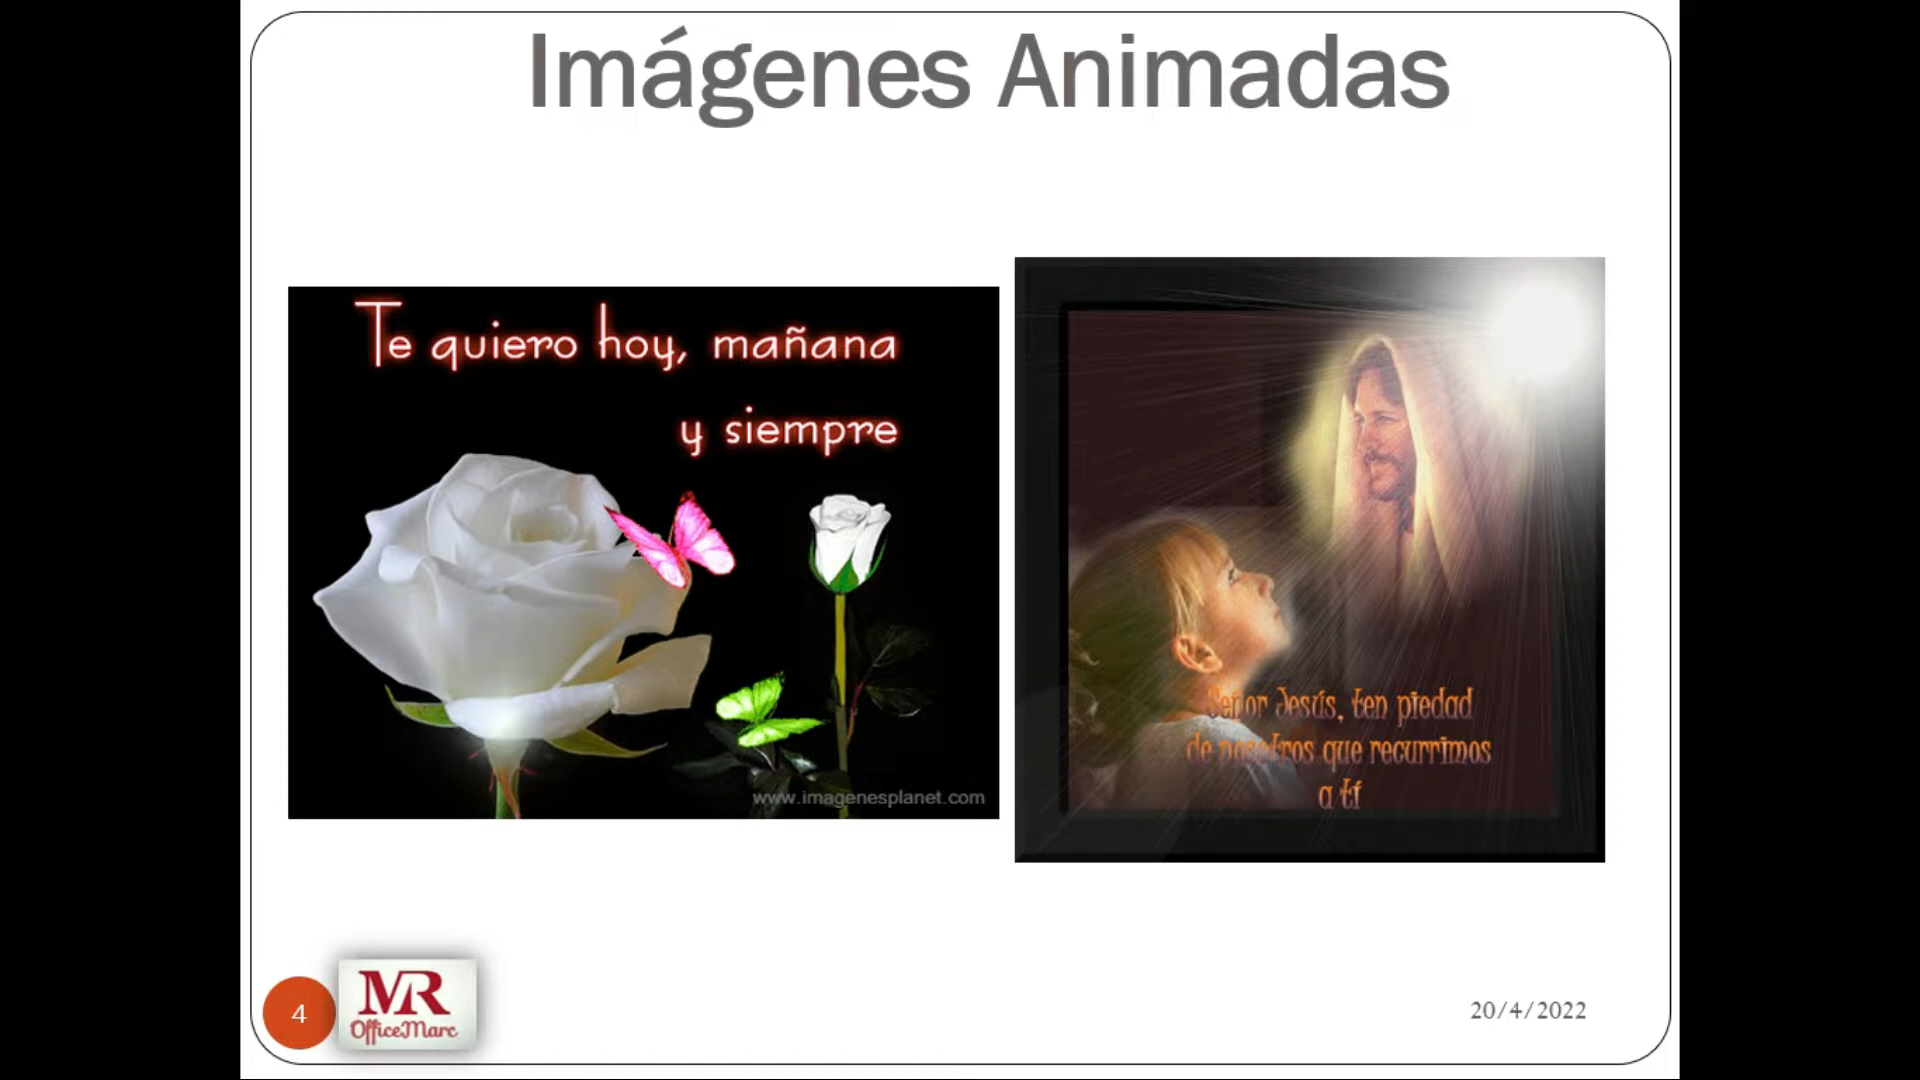 Imágenes Animadas
Te quiero hoy, mañana
y siempre
www.imagenesplanet.com
Señor Jesús, ten piedad
de nosotros que recurrimos
a tí
4
MR
OfficeMarc
20/4/2022